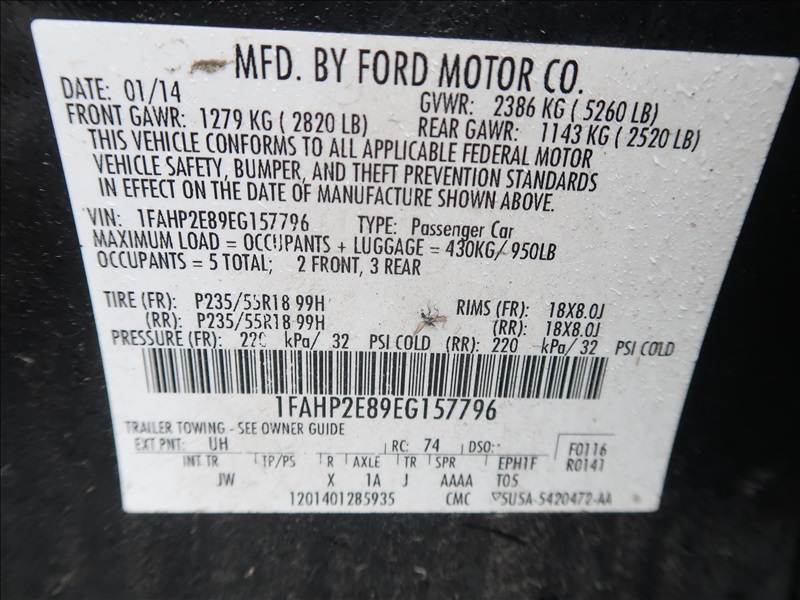 MFD. BY FORD MOTOR CO.
DATE: 01/14 GVWR: 2386 KG ( 5260 LB)
FRONT GAWR: 1279 KG ( 2820 LB) REAR GAWR: 1143 KG ( 2520 LB)
THIS VEHICLE CONFORMS TO ALL APPLICABLE FEDERAL MOTOR
VEHICLE SAFETY, BUMPER, AND THEFT PREVENTION STANDARDS
IN EFFECT ON THE DATE OF MANUFACTURE SHOWN ABOVE.
VIN: 1FAHP2E89EG157796 TYPE: Passenger Car
MAXIMUM LOAD = OCCUPANTS + LUGGAGE = 430KG/ 950LB
OCCUPANTS = 5 TOTAL; 2 FRONT, 3 REAR
TIRE (FR): P235/55R18 99H RIMS (FR): 18X8.0J
(RR): P235/55R18 99H (RR): 18X8.0J
PRESSURE (FR): 220 kPa/ 32 PSI COLD (RR): 220 kPa/ 32 PSI COLD
1FAHP2E89EG157796
TRAILER TOWING - SEE OWNER GUIDE
EXT PNT: UH RC: 74 DSO: F0116
R0141
INT TR TP/PS R AXLE TR SPR EPH1F
JW X 1A J AAAA T05
1201401285935 CMC 5U5A-5420472-AA